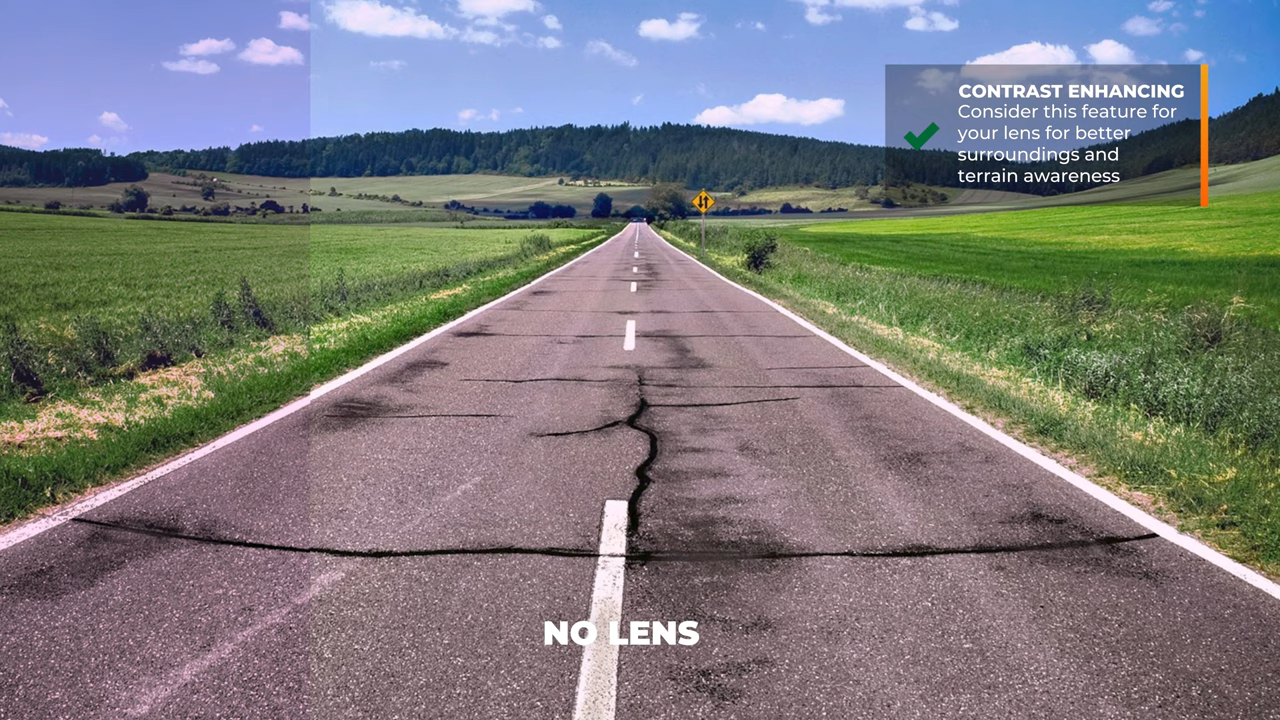 CONTRAST ENHANCING
Consider this feature for
your lens for better
surroundings and
terrain awareness
NO LENS